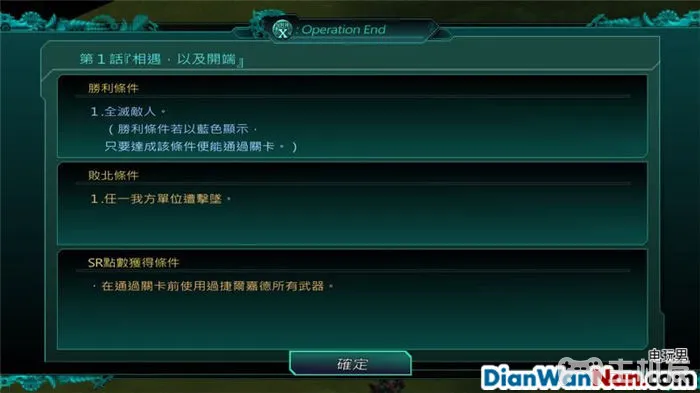 X : Operation End
第1話『相遇，以及開端』
勝利條件
1.全滅敵人。
（勝利條件若以藍色顯示，
只要達成該條件便能通過關卡。）
敗北條件
1.任一我方單位遭擊墜。
SR點數獲得條件
．在通過關卡前使用過捷爾嘉德所有武器。
確定
电玩男
DianWanNan.com